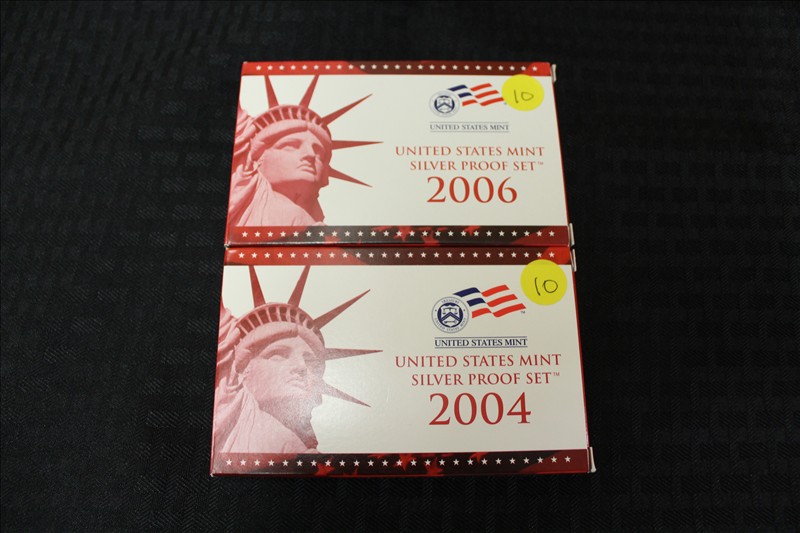 10
UNITED STATES MINT
UNITED STATES MINT
SILVER PROOF SET™
2006
10
UNITED STATES MINT
UNITED STATES MINT
SILVER PROOF SET™
2004